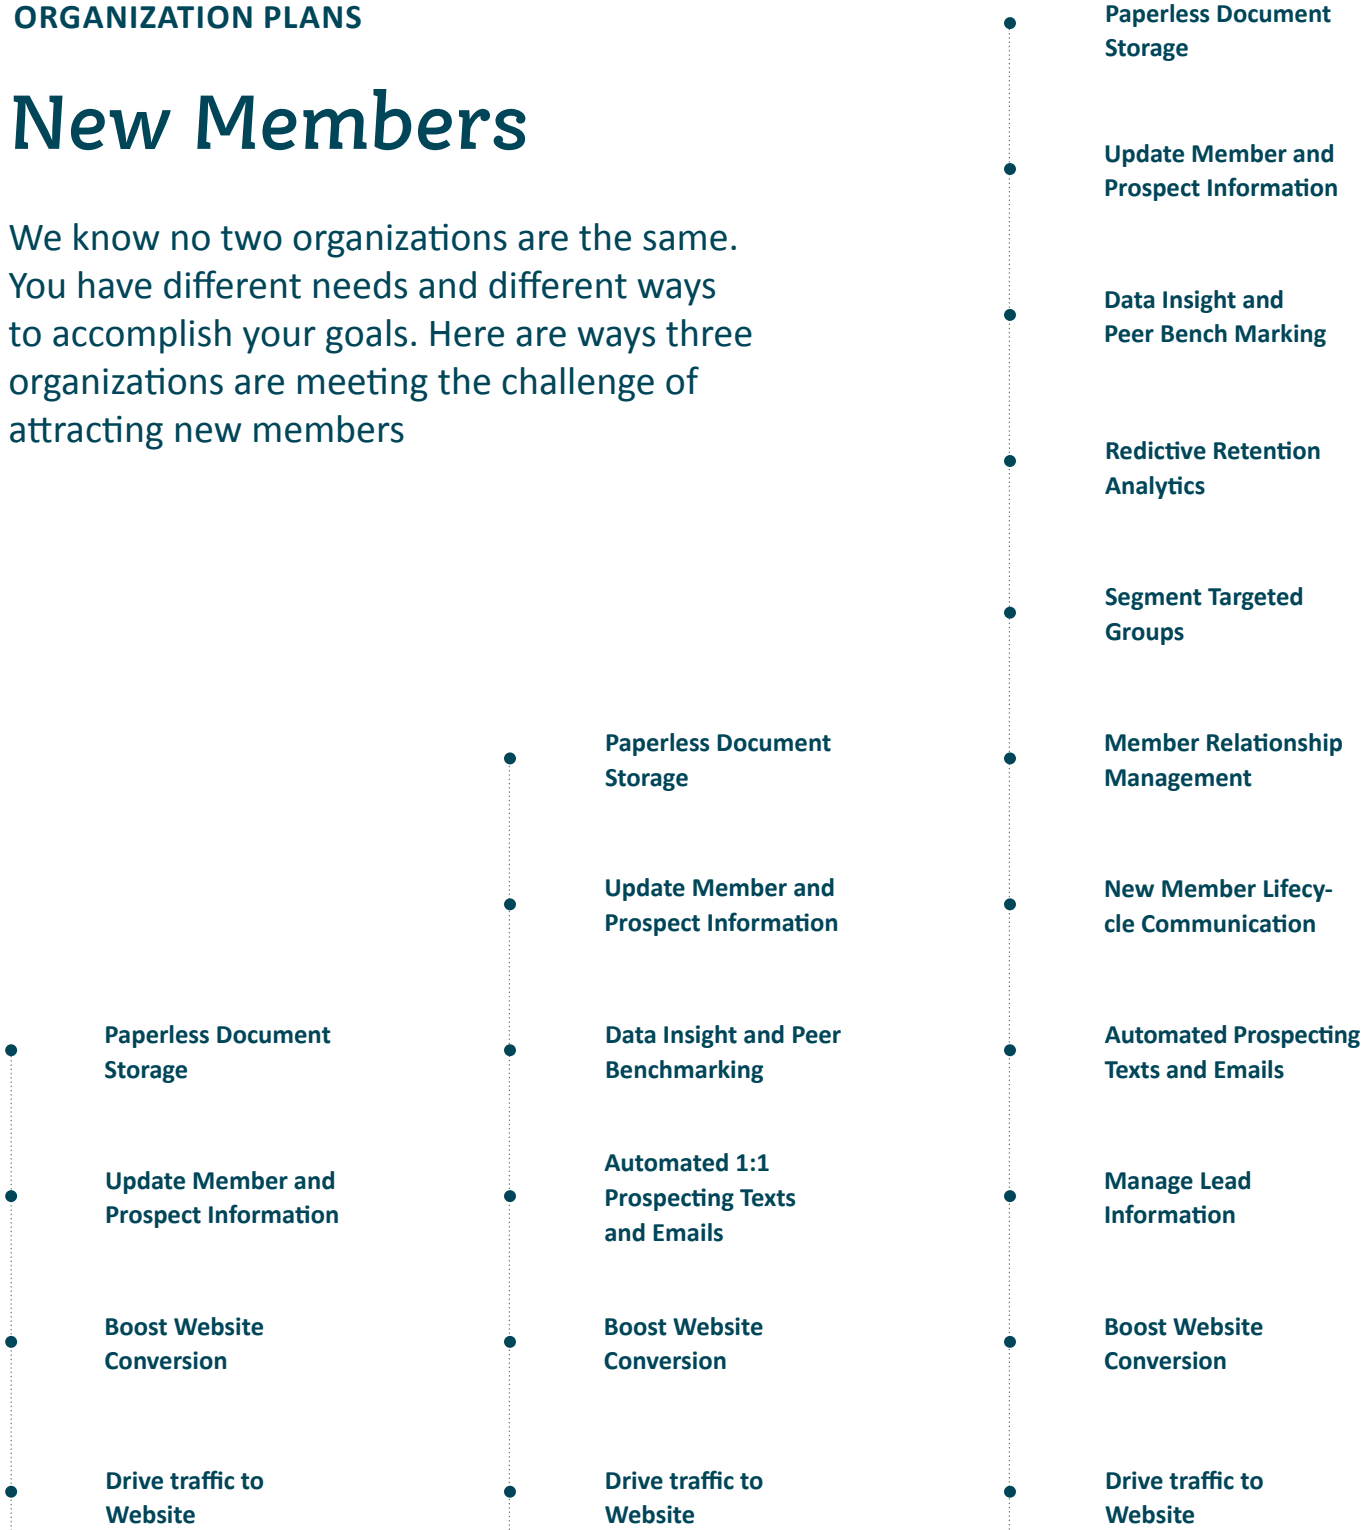 ORGANIZATION PLANS
New Members
We know no two organizations are the same.
You have different needs and different ways
to accomplish your goals. Here are ways three
organizations are meeting the challenge of
attracting new members
Paperless Document
Storage
Update Member and
Prospect Information
Boost Website
Conversion
Drive traffic to
Website
Paperless Document
Storage
Update Member and
Prospect Information
Data Insight and Peer
Benchmarking
Automated 1:1
Prospecting Texts
and Emails
Boost Website
Conversion
Drive traffic to
Website
Paperless Document
Storage
Update Member and
Prospect Information
Data Insight and
Peer Bench Marking
Redictive Retention
Analytics
Segment Targeted
Groups
Member Relationship
Management
New Member Lifecy-
cle Communication
Automated Prospecting
Texts and Emails
Manage Lead
Information
Boost Website
Conversion
Drive traffic to
Website